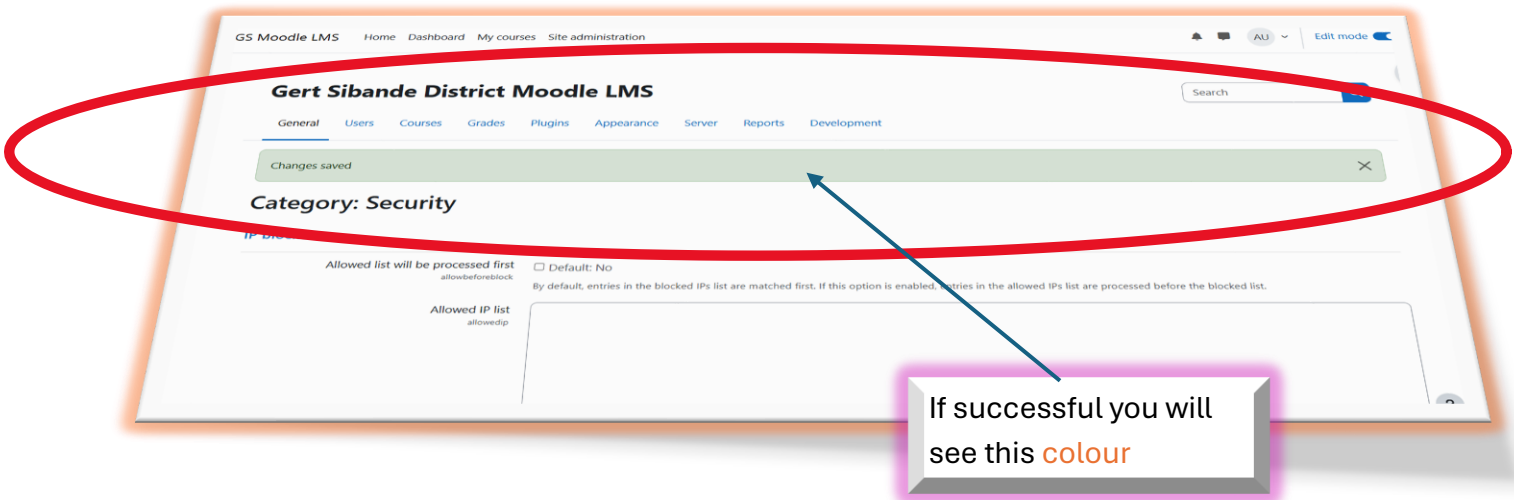 GS Moodle LMS Home Dashboard My courses Site administration AU Edit mode
Gert Sibande District Moodle LMS
Search
General Users Courses Grades Plugins Appearance Server Reports Development
Changes saved
Category: Security
Allowed list will be processed first Default: No
allowbeforeblock
By default, entries in the blocked IPs list are matched first. If this option is enabled, entries in the allowed IPs list are processed before the blocked list.
Allowed IP list
allowedip
If successful you will
see this colour